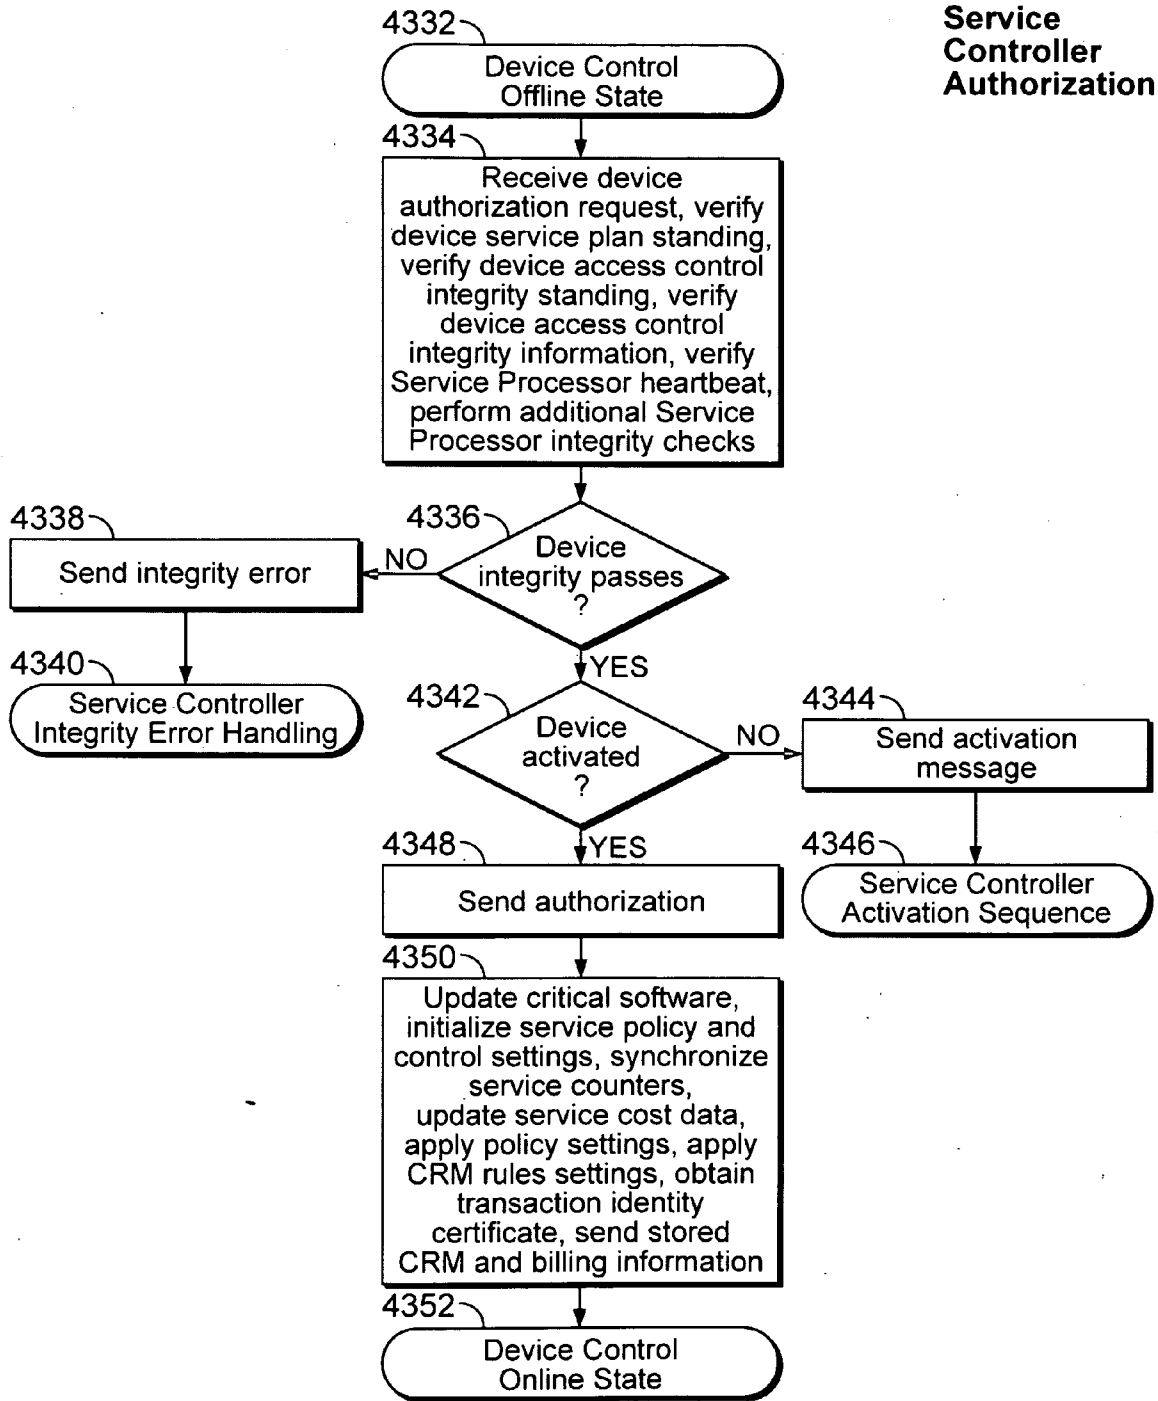 Service
Controller
Authorization
4332
Device Control
Offline State
4334
Receive device
authorization request, verify
device service plan standing,
verify device access control
integrity standing, verify
device access control
integrity information, verify
Service Processor heartbeat,
perform additional Service
Processor integrity checks
4336
Device
integrity passes
?
NO
4338
Send integrity error
4340
Service Controller
Integrity Error Handling
YES
4342
Device
activated
?
NO
4344
Send activation
message
4346
Service Controller
Activation Sequence
YES
4348
Send authorization
4350
Update critical software,
initialize service policy and
control settings, synchronize
service counters,
update service cost data,
apply policy settings, apply
CRM rules settings, obtain
transaction identity
certificate, send stored
CRM and billing information
4352
Device Control
Online State